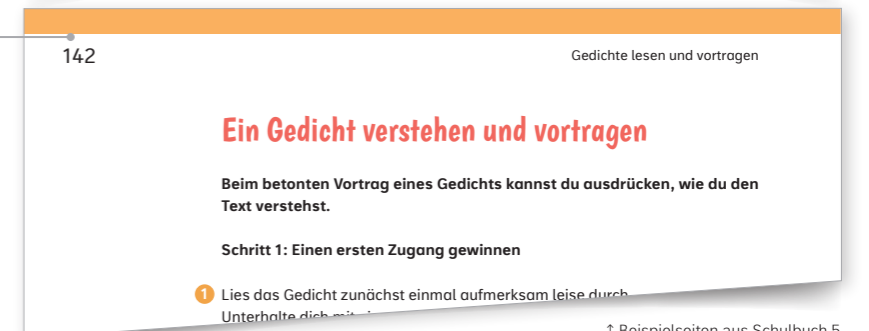 142
Gedichte lesen und vortragen
Ein Gedicht verstehen und vortragen
Beim betonten Vortrag eines Gedichts kannst du ausdrücken, wie du den
Text verstehst.
Schritt 1: Einen ersten Zugang gewinnen
1 Lies das Gedicht zunächst einmal aufmerksam leise durch
Unterhalte dich
↑ Beispielseiten aus Schulbuch 5